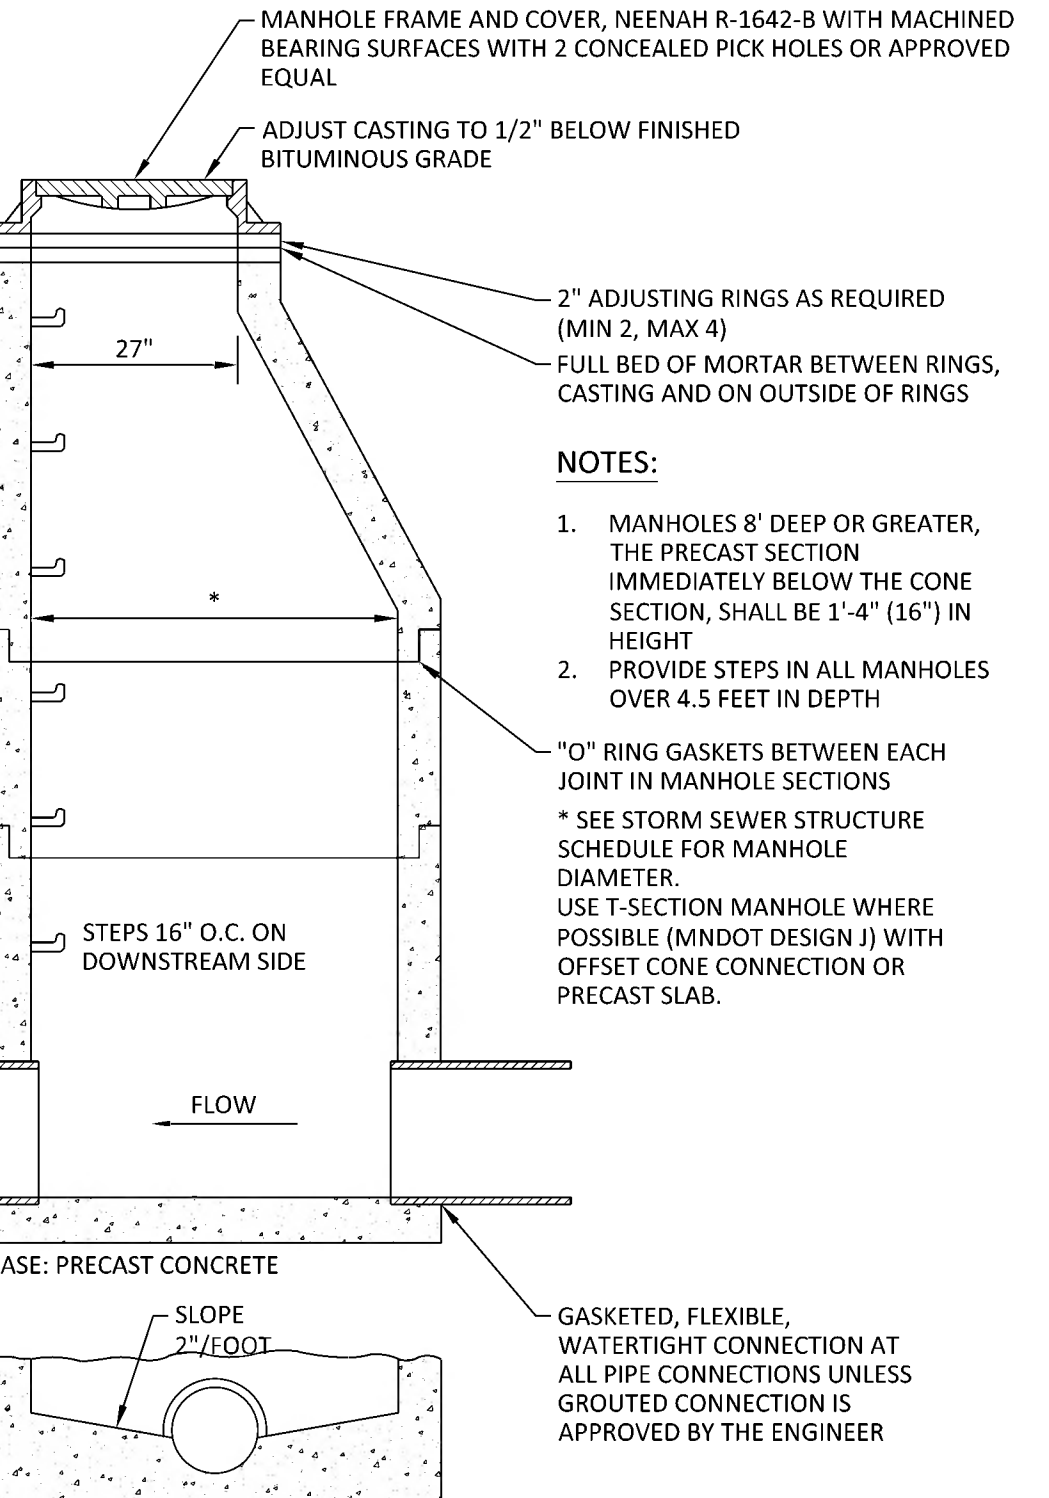 MANHOLE FRAME AND COVER, NEENAH R-1642-B WITH MACHINED
BEARING SURFACES WITH 2 CONCEALED PICK HOLES OR APPROVED
EQUAL
ADJUST CASTING TO 1/2" BELOW FINISHED
BITUMINOUS GRADE
2" ADJUSTING RINGS AS REQUIRED
(MIN 2, MAX 4)
27"
FULL BED OF MORTAR BETWEEN RINGS,
CASTING AND ON OUTSIDE OF RINGS
NOTES:
1. MANHOLES 8' DEEP OR GREATER,
THE PRECAST SECTION
IMMEDIATELY BELOW THE CONE
SECTION, SHALL BE 1'-4" (16") IN
HEIGHT
2. PROVIDE STEPS IN ALL MANHOLES
OVER 4.5 FEET IN DEPTH
*
"O" RING GASKETS BETWEEN EACH
JOINT IN MANHOLE SECTIONS
* SEE STORM SEWER STRUCTURE
SCHEDULE FOR MANHOLE
DIAMETER.
USE T-SECTION MANHOLE WHERE
POSSIBLE (MNDOT DESIGN J) WITH
OFFSET CONE CONNECTION OR
PRECAST SLAB.
STEPS 16" O.C. ON
DOWNSTREAM SIDE
FLOW
ASE: PRECAST CONCRETE
SLOPE
2"/FOOT
GASKETED, FLEXIBLE,
WATERTIGHT CONNECTION AT
ALL PIPE CONNECTIONS UNLESS
GROUTED CONNECTION IS
APPROVED BY THE ENGINEER